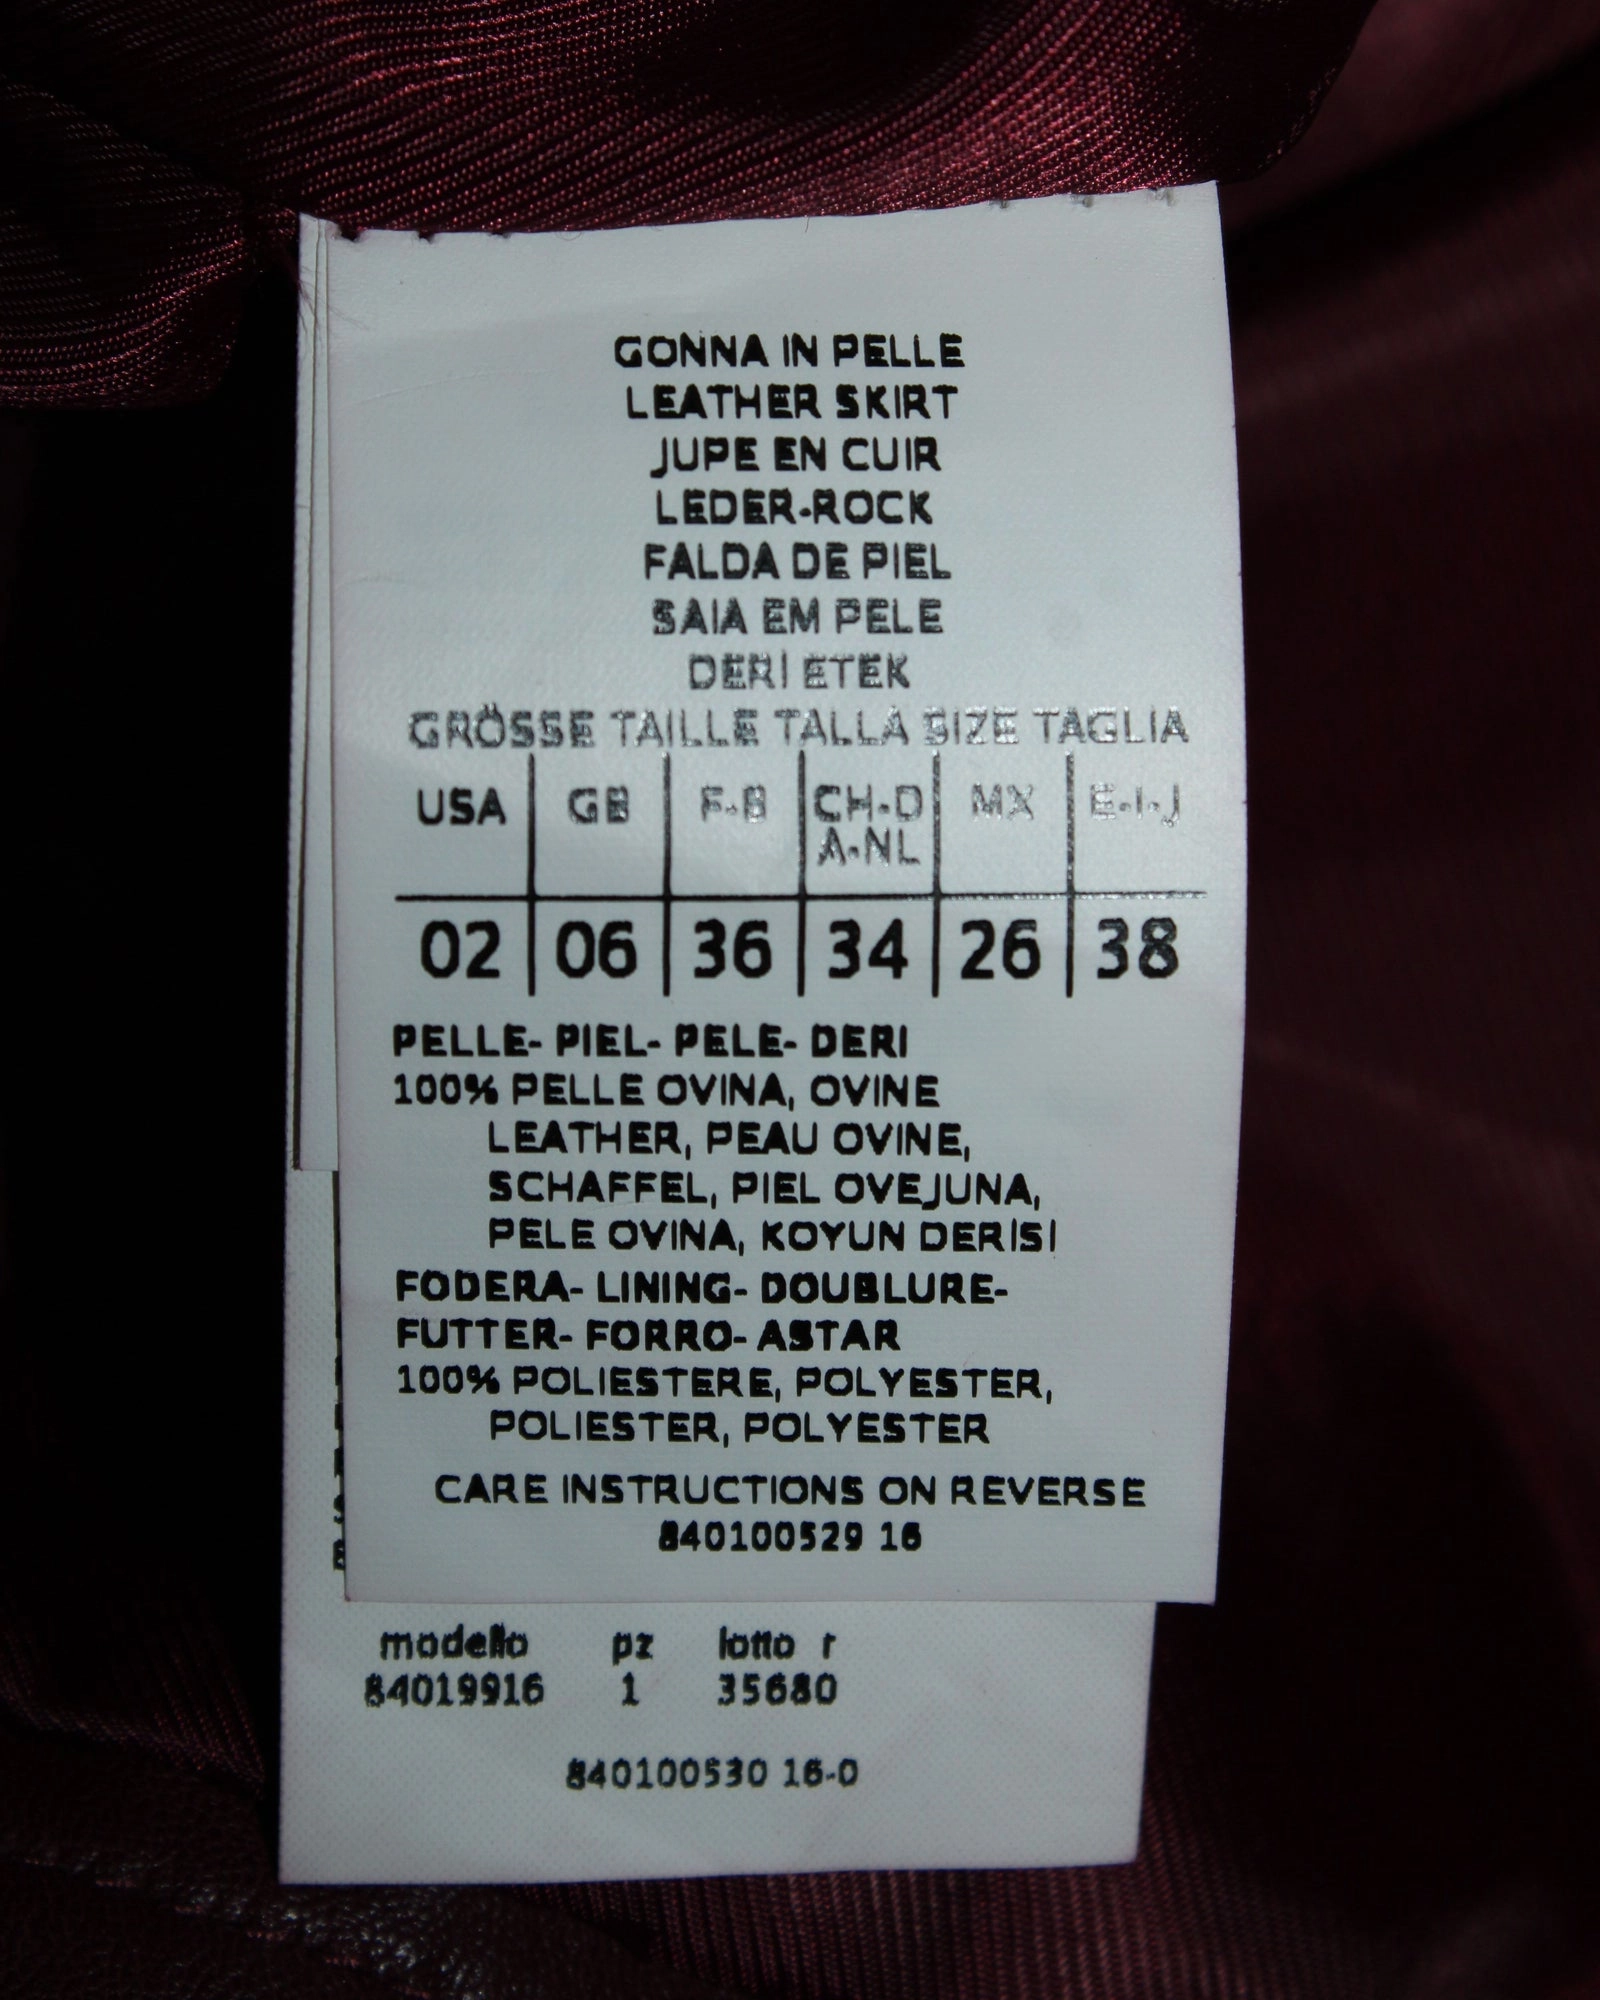 GONNA IN PELLE
LEATHER SKIRT
JUPE EN CUIR
LEDER-ROCK
FALDA DE PIEL
SAIA EM PELE
DERİ ETEK
GRÖSSE TAILLE TALLA SIZE TAGLIA
USA GB F-B CH-D A-NL MX E-I-J
02 06 36 34 26 38
PELLE- PIEL- PELE- DERI
100% PELLE OVINA, OVINE
LEATHER, PEAU OVINE,
SCHAFFEL, PIEL OVEJUNA,
PELE OVINA, KOYUN DERİSİ
FODERA- LINING- DOUBLURE-
FUTTER- FORRO- ASTAR
100% POLIESTERE, POLYESTER,
POLIESTER, POLYESTER
CARE INSTRUCTIONS ON REVERSE
840100529 16
modello pz lotto r
84019916 1 35680
840100530 16-0